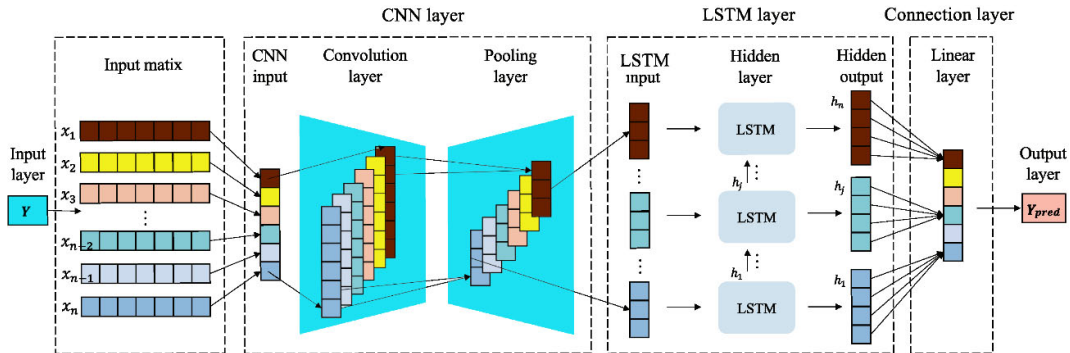 CNN layer
LSTM layer
Connection layer
Input matix
CNN
input
Convolution
layer
Pooling
layer
LSTM
input
Hidden
layer
Hidden
output
Linear
layer
Input
layer
Y
x₁
x₂
x₃
⋮
xₙ₋₂
xₙ₋₁
xₙ
LSTM
hⱼ
LSTM
h₁
LSTM
hₙ
hⱼ
h₁
Output
layer
Y_pred